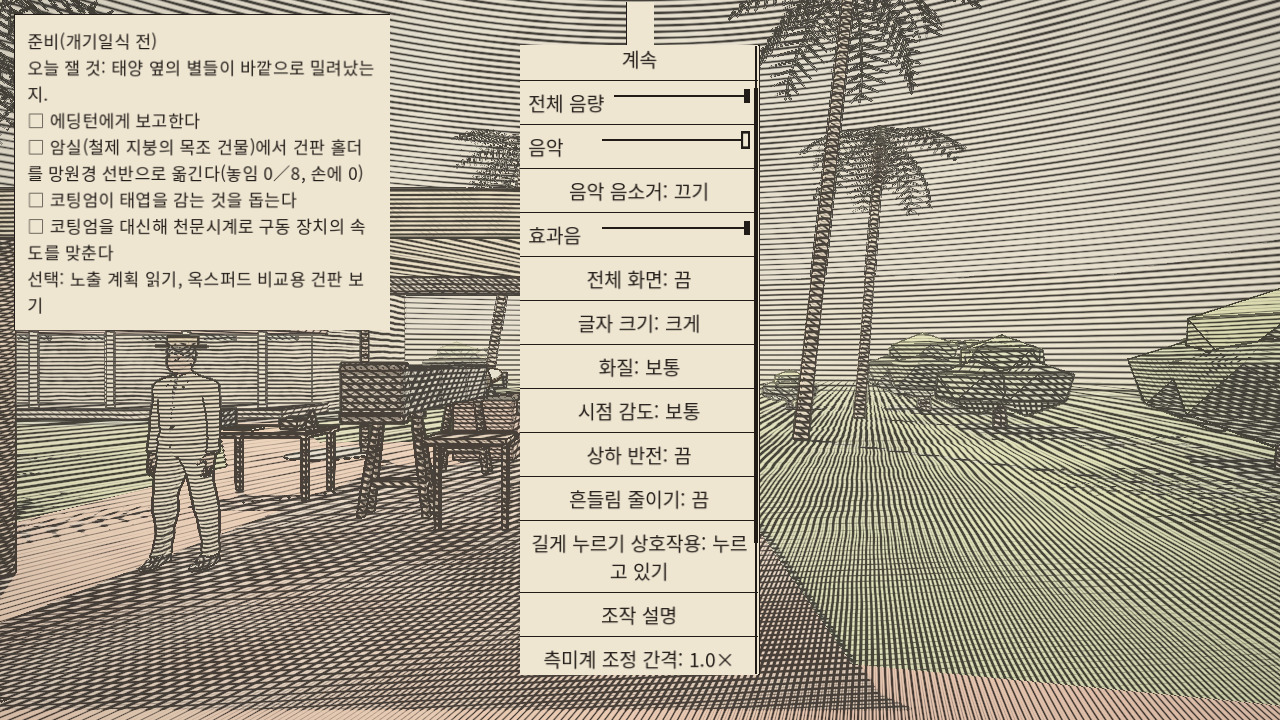 준비(개기일식 전)
오늘 잴 것: 태양 옆의 별들이 바깥으로 밀려났는
지.
□ 에딩턴에게 보고한다
□ 암실(철제 지붕의 목조 건물)에서 건판 홀더
를 망원경 선반으로 옮긴다(놓임 0／8, 손에 0)
□ 코팅엄이 태엽을 감는 것을 돕는다
□ 코팅엄을 대신해 천문시계로 구동 장치의 속
도를 맞춘다
선택: 노출 계획 읽기, 옥스퍼드 비교용 건판 보
기
계속
전체 음량
음악
음악 음소거: 끄기
효과음
전체 화면: 끔
글자 크기: 크게
화질: 보통
시점 감도: 보통
상하 반전: 끔
흔들림 줄이기: 끔
길게 누르기 상호작용: 누르
고 있기
조작 설명
측미계 조정 간격: 1.0×